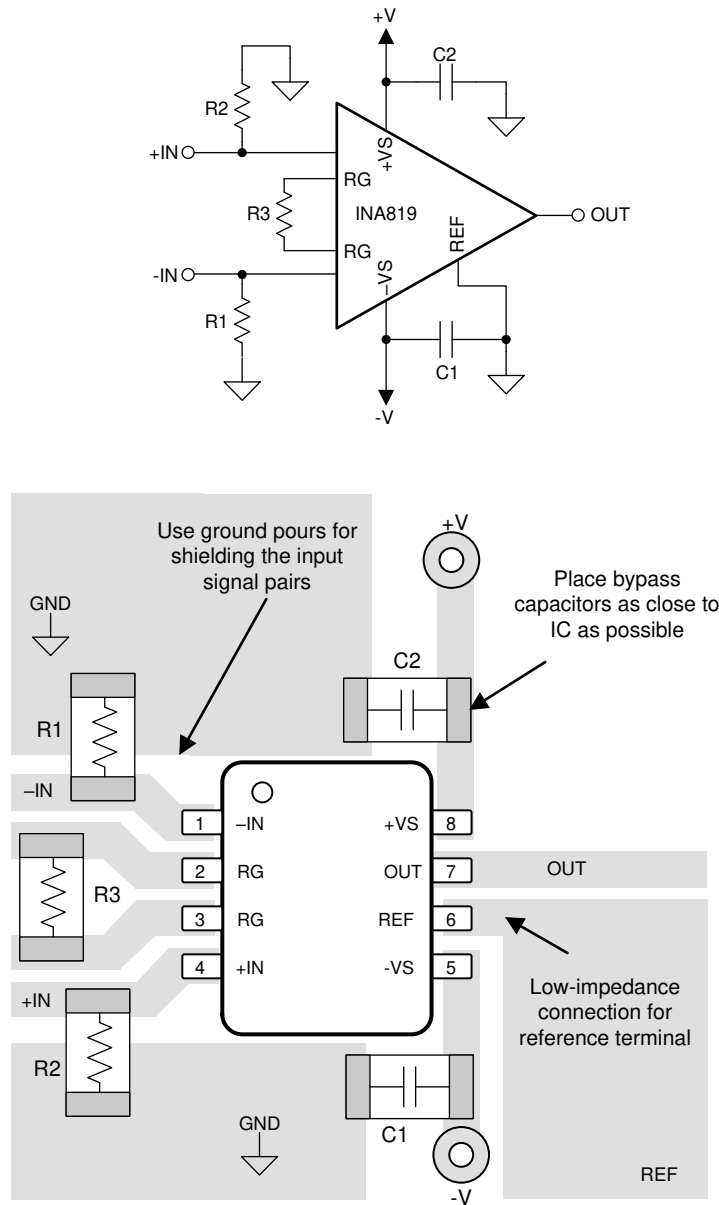 +V
C2
R2
+IN
+VS
RG
R3
INA819
OUT
REF
RG
-IN
–VS
R1
C1
-V
Use ground pours for
shielding the input
signal pairs
+V
Place bypass
capacitors as close to
IC as possible
GND
C2
R1
–IN
1
–IN
+VS
8
2
RG
OUT
7
OUT
R3
3
RG
REF
6
4
+IN
-VS
5
+IN
Low-impedance
connection for
reference terminal
R2
GND
C1
REF
-V